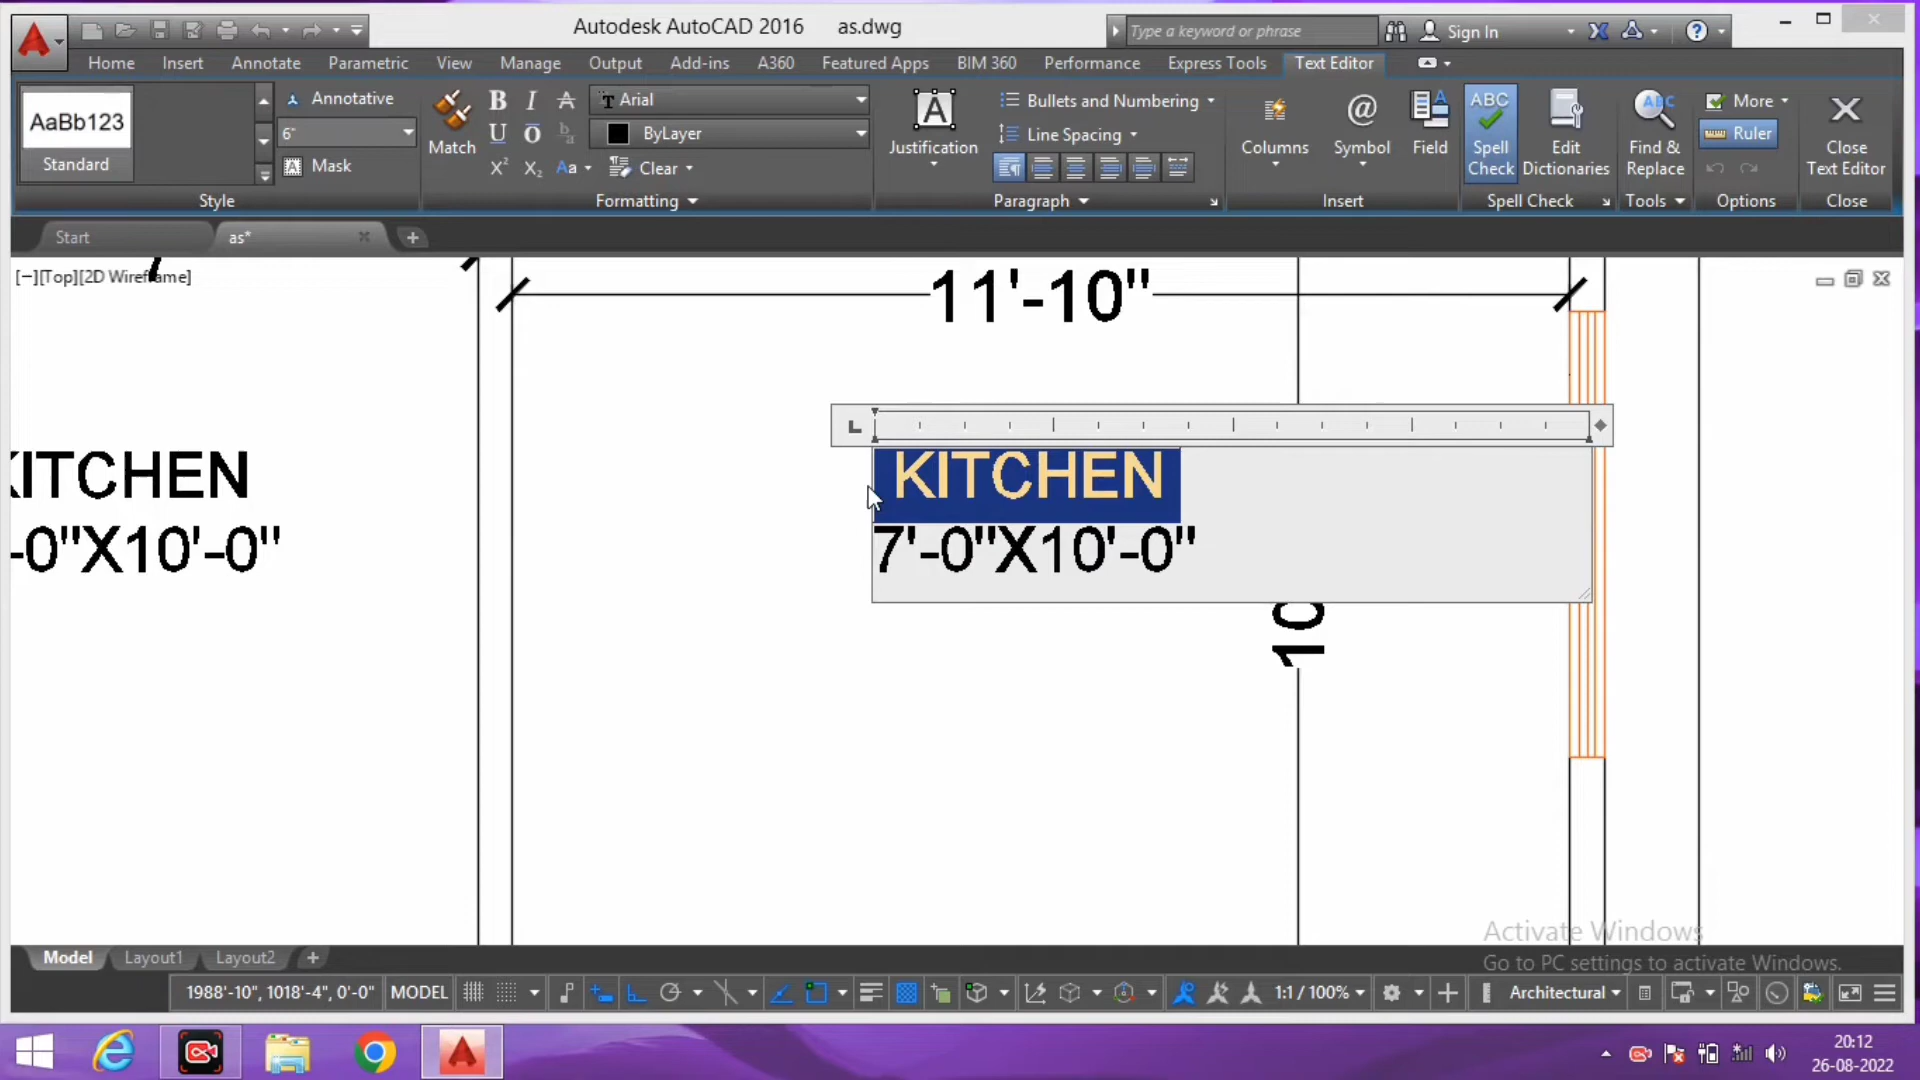 Autodesk AutoCAD 2016 as.dwg
Type a keyword or phrase
Sign In
Home Insert Annotate Parametric View Manage Output Add-ins A360 Featured Apps BIM 360 Performance Express Tools Text Editor
AaBb123
Standard
Annotative
6"
Mask
Style
Match
B I A
U O
X² X₂ Aa Clear
Arial
ByLayer
Formatting
Justification
Bullets and Numbering
Line Spacing
Paragraph
Columns
Symbol
Field
Insert
ABC
Spell
Check
Edit
Dictionaries
Spell Check
ABC
Find &
Replace
Tools
More
Ruler
Options
Close
Text Editor
Close
Start as*
[−][Top][2D Wireframe]
11'-10"
KITCHEN
7'-0"X10'-0"
KITCHEN
-0"X10'-0"
10
Activate Windows
Go to PC settings to activate Windows.
Model Layout1 Layout2
1988'-10", 1018'-4", 0'-0" MODEL 1:1 / 100% Architectural
20:12
26-08-2022